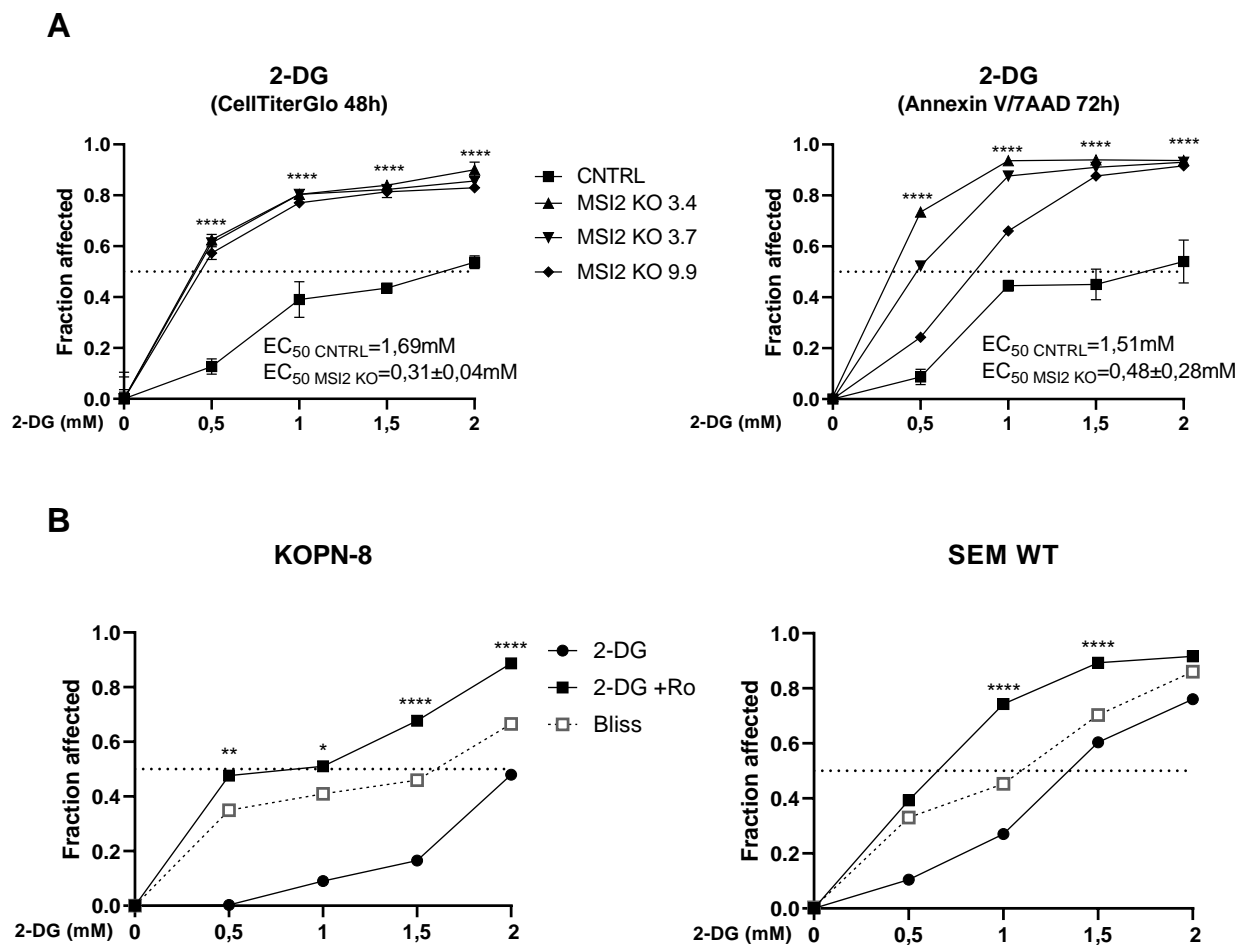 A
2-DG
(CellTiterGlo 48h)
Fraction affected
1.0
0.8
0.6
0.4
0.2
0.0
****
****
****
****
EC50 CNTRL=1,69mM
EC50 MSI2 KO=0,31±0,04mM
2-DG (mM)
0 0,5 1 1,5 2
CNTRL
MSI2 KO 3.4
MSI2 KO 3.7
MSI2 KO 9.9
2-DG
(Annexin V/7AAD 72h)
Fraction affected
1.0
0.8
0.6
0.4
0.2
0.0
****
****
****
****
EC50 CNTRL=1,51mM
EC50 MSI2 KO=0,48±0,28mM
2-DG (mM)
0 0,5 1 1,5 2
B
KOPN-8
Fraction affected
1.0
0.8
0.6
0.4
0.2
0.0
**
*
****
****
2-DG (mM)
0 0,5 1 1,5 2
2-DG
2-DG +Ro
Bliss
SEM WT
Fraction affected
1.0
0.8
0.6
0.4
0.2
0.0
****
****
2-DG (mM)
0 0,5 1 1,5 2